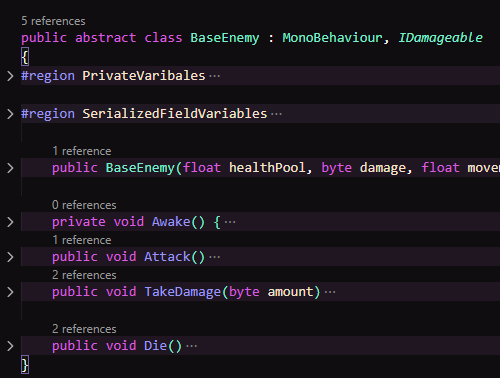 5 references
public abstract class BaseEnemy : MonoBehaviour, IDamageable
{
#region PrivateVaribales ···
#region SerializedFieldVariables ···
1 reference
public BaseEnemy(float healthPool, byte damage, float movem
0 references
private void Awake() { ···
1 reference
public void Attack() ···
2 references
public void TakeDamage(byte amount) ···
2 references
public void Die() ···
}